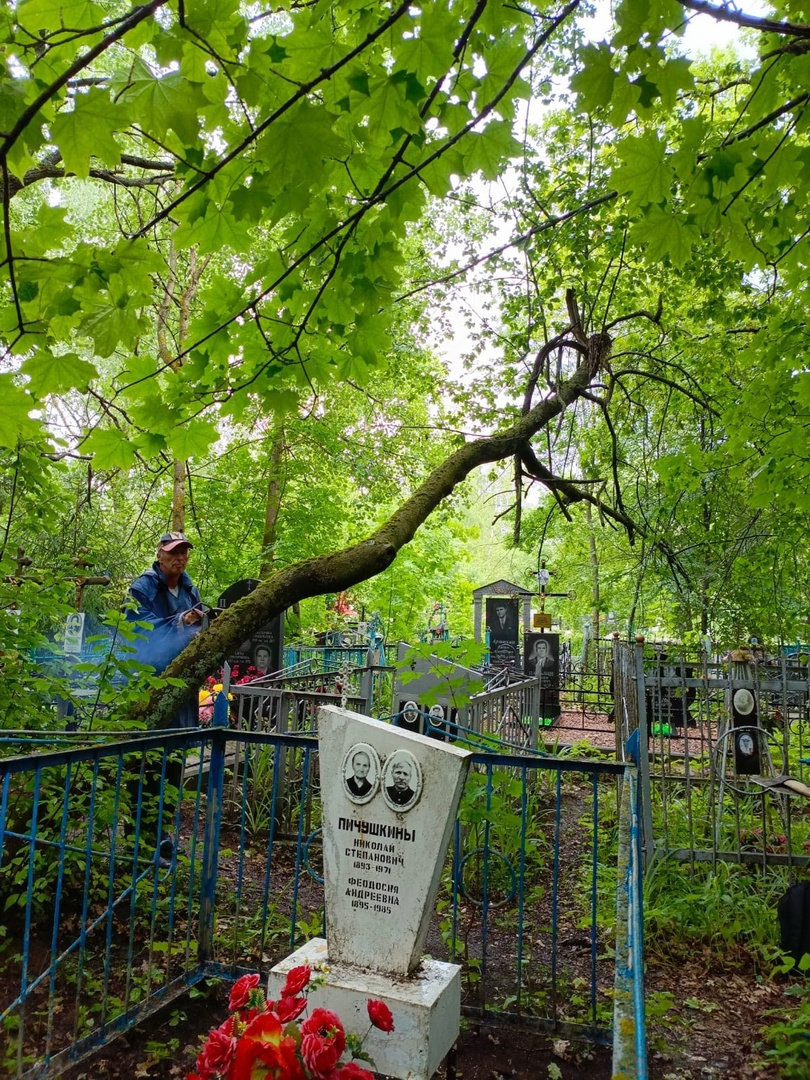 ПИЧУШКИНЫ
НИКОЛАЙ
СТЕПАНОВИЧ
1893-1971
ФЕОДОСИЯ
АНДРЕЕВНА
1895-1985